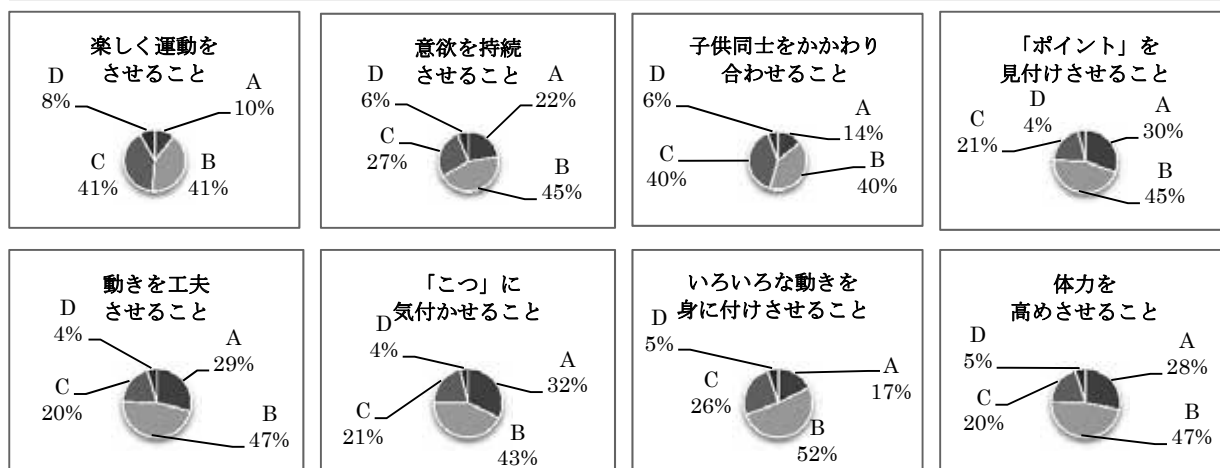 楽しく運動を
させること
D
8%
A
10%
C
41%
B
41%
意欲を持続
させること
D
6%
A
22%
C
27%
B
45%
子供同士をかかわり
合わせること
D
6%
A
14%
C
40%
B
40%
「ポイント」を
見付けさせること
D
4%
A
30%
C
21%
B
45%
動きを工夫
させること
D
4%
A
29%
C
20%
B
47%
「こつ」に
気付かせること
D
4%
A
32%
C
21%
B
43%
いろいろな動きを
身に付けさせること
D
5%
A
17%
C
26%
B
52%
体力を
高めさせること
D
5%
A
28%
C
20%
B
47%